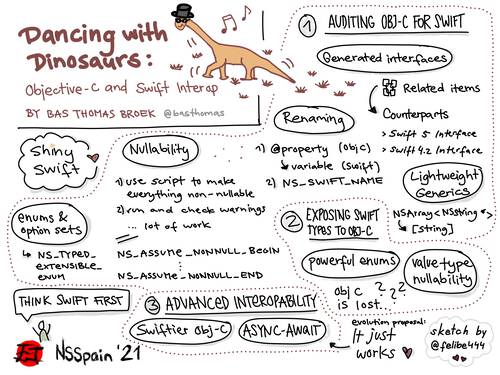 Dancing with
Dinosaurs:
Objective-C and Swift Interop
BY BAS THOMAS BROEK @basthomas
1 AUDITING OBJ-C FOR SWIFT
Generated interfaces
Related items
Counterparts
> Swift 5 Interface
> Swift 4.2 Interface
Renaming
1) @property (objc)
variable (swift)
2) NS_SWIFT_NAME
Lightweight
Generics
NSArray<NSString *>
[string]
Nullability
1) use script to make
everything non-nullable
2) run and check warnings
... lot of work
NS_ASSUME_NONNULL_BEGIN
NS_ASSUME_NONNULL_END
Shiny
Swift
enums &
option sets
NS_TYPED_
EXTENSIBLE_
ENUM
2 EXPOSING SWIFT
TYPES TO OBJ-C
powerful enums
value type
nullability
Obj C ???
is lost...
THINK SWIFT FIRST
3 ADVANCED INTEROPABILITY
Swiftier Obj-C
ASYNC-AWAIT
evolution proposal:
It just
works
NSSpain '21
sketch by
@felibe444